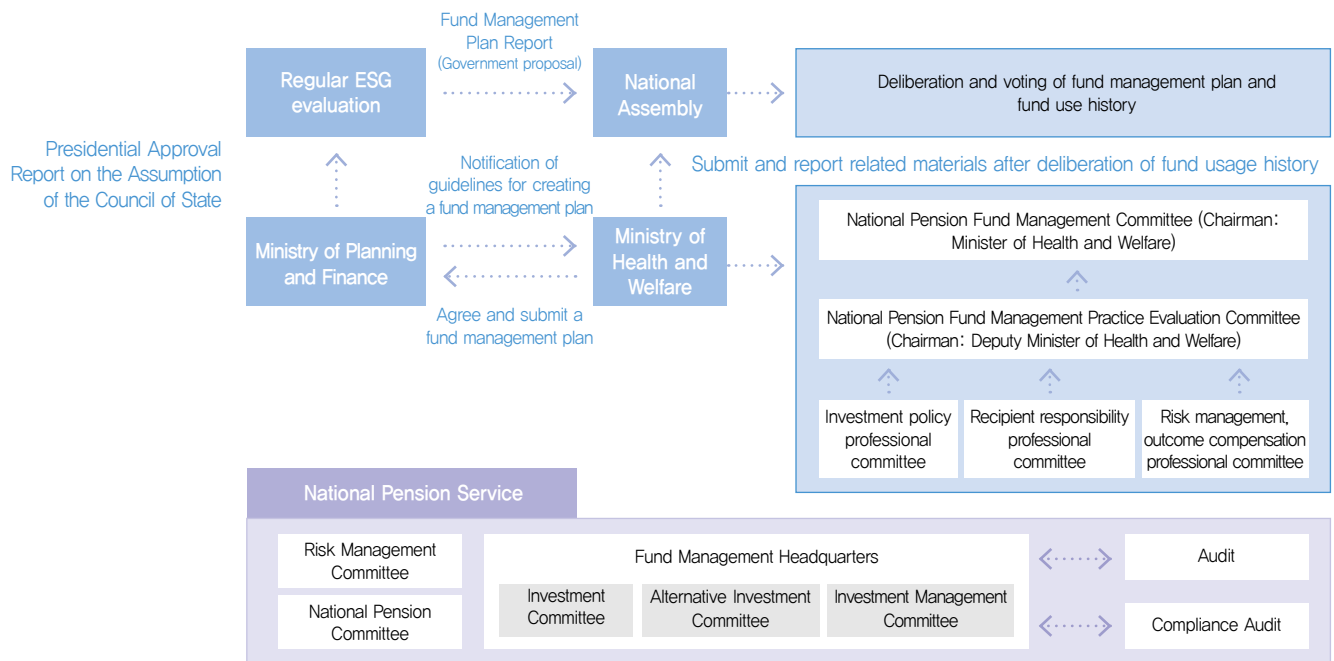 Fund Management
Plan Report
(Government proposal)
Regular ESG
evaluation
National
Assembly
Deliberation and voting of fund management plan and
fund use history
Presidential Approval
Report on the Assumption
of the Council of State
Notification of
guidelines for creating
a fund management plan
Submit and report related materials after deliberation of fund usage history
Ministry of Planning
and Finance
Ministry of
Health and
Welfare
Agree and submit a
fund management plan
National Pension Fund Management Committee (Chairman:
Minister of Health and Welfare)
National Pension Fund Management Practice Evaluation Committee
(Chairman: Deputy Minister of Health and Welfare)
Investment policy
professional
committee
Recipient responsibility
professional
committee
Risk management,
outcome compensation
professional committee
National Pension Service
Risk Management
Committee
National Pension
Committee
Fund Management Headquarters
Investment
Committee
Alternative Investment
Committee
Investment Management
Committee
Audit
Compliance Audit